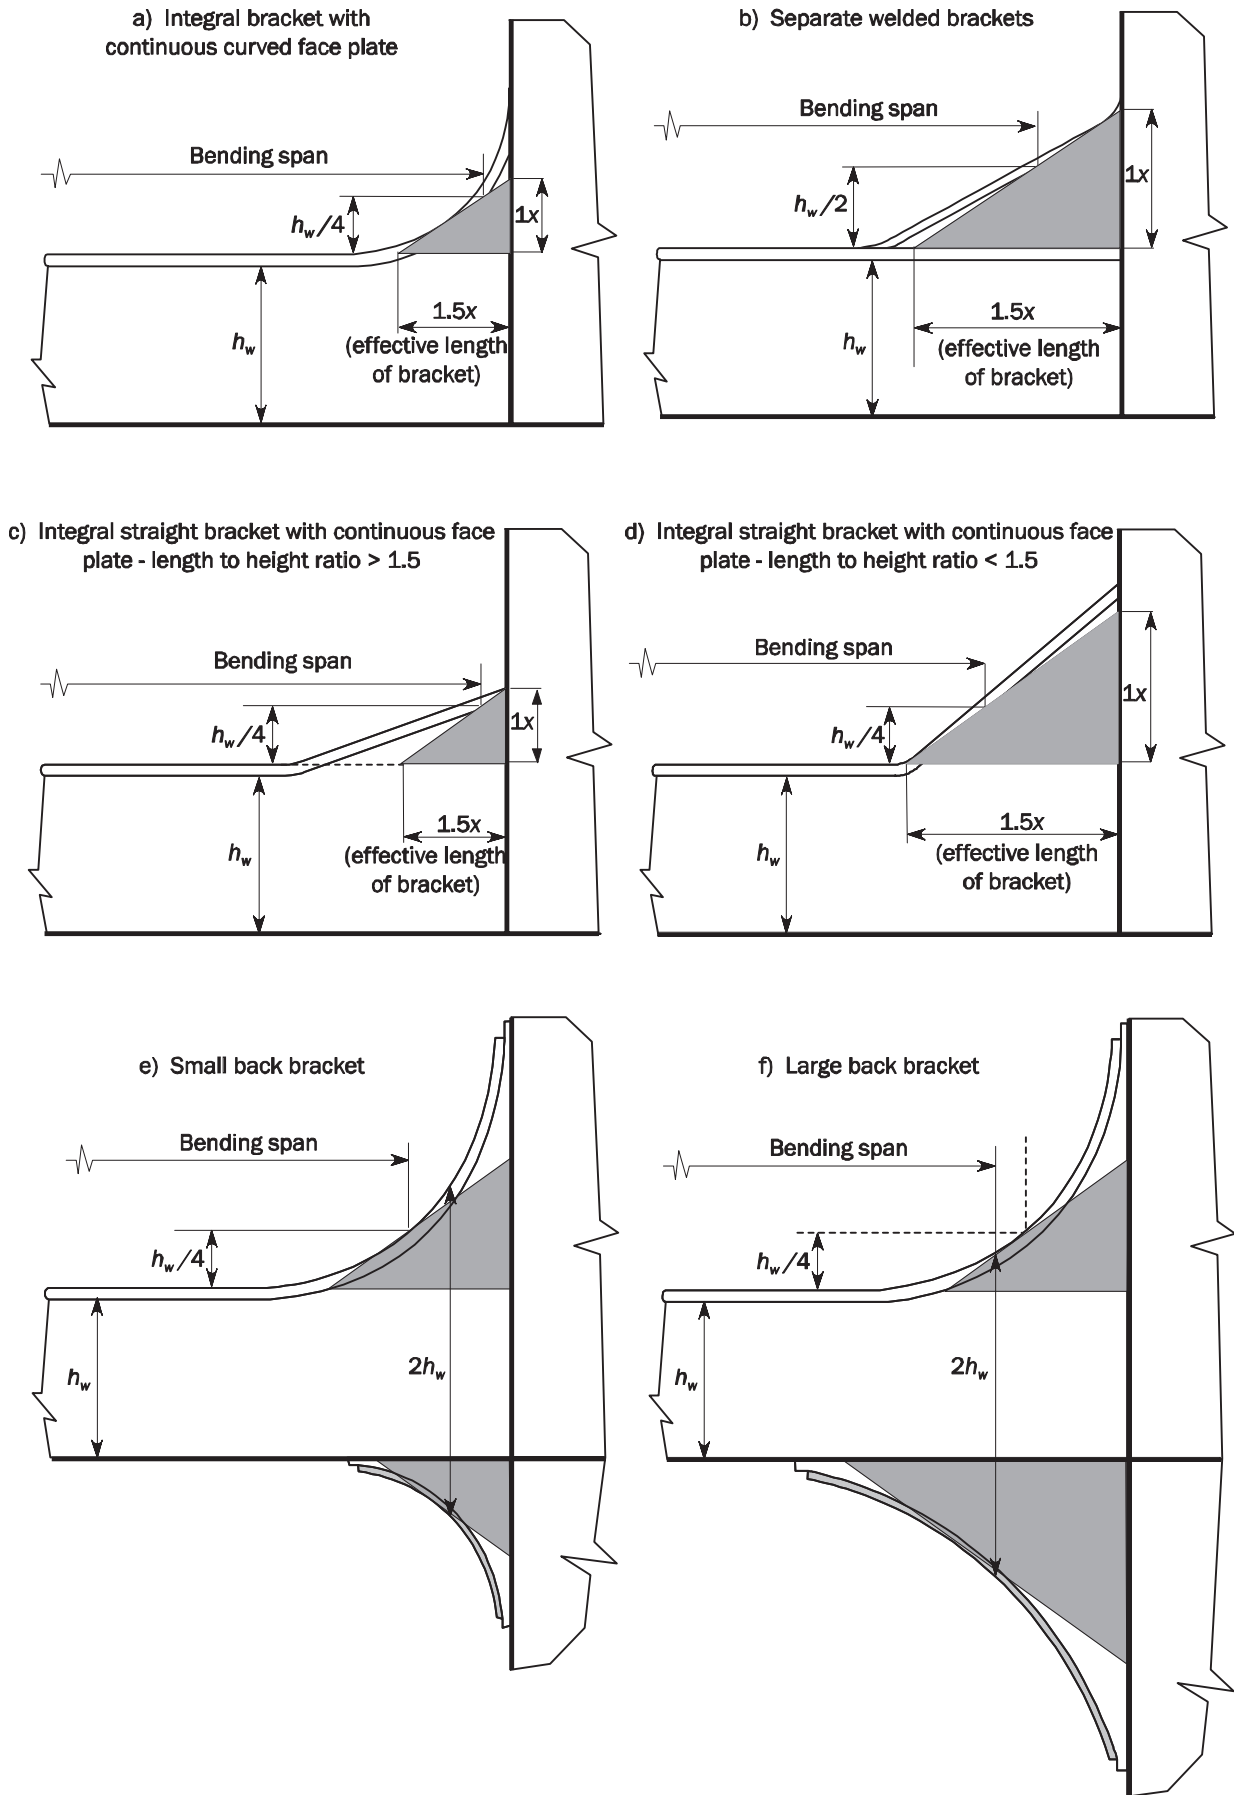 a) Integral bracket with
continuous curved face plate
Bending span
hw/4
1x
1.5x
(effective length
of bracket)
hw
b) Separate welded brackets
Bending span
hw/2
1x
1.5x
(effective length
of bracket)
hw
c) Integral straight bracket with continuous face
plate - length to height ratio > 1.5
Bending span
hw/4
1x
1.5x
(effective length
of bracket)
hw
d) Integral straight bracket with continuous face
plate - length to height ratio < 1.5
Bending span
hw/4
1x
1.5x
(effective length
of bracket)
hw
e) Small back bracket
Bending span
hw/4
2hw
hw
f) Large back bracket
Bending span
hw/4
2hw
hw